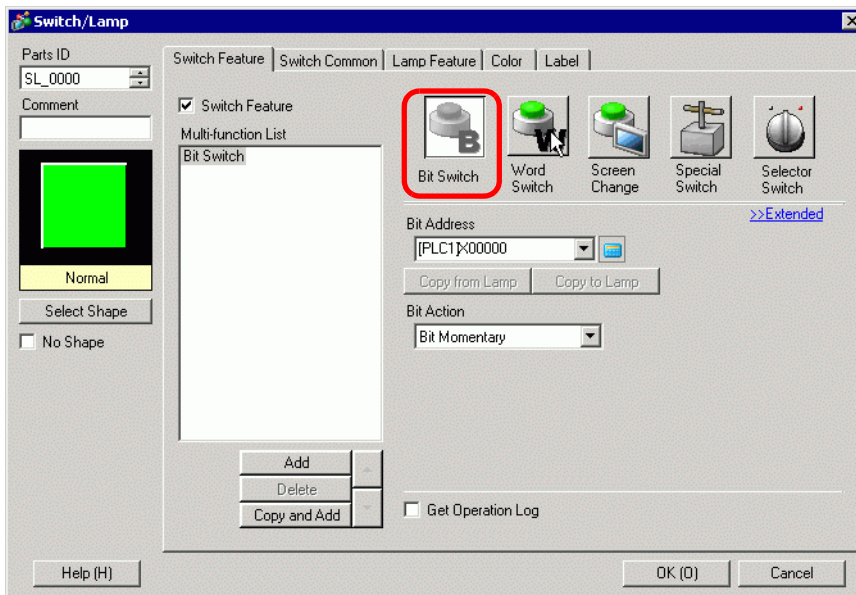 Switch/Lamp
Parts ID
SL_0000
Comment
Normal
Select Shape
No Shape
Switch Feature
Switch Common
Lamp Feature
Color
Label
Switch Feature
Multi-function List
Bit Switch
Add
Delete
Copy and Add
B
Bit Switch
W
Word
Switch
Screen
Change
Special
Switch
Selector
Switch
>>Extended
Bit Address
[PLC1]X00000
Copy from Lamp
Copy to Lamp
Bit Action
Bit Momentary
Get Operation Log
Help (H)
OK (O)
Cancel